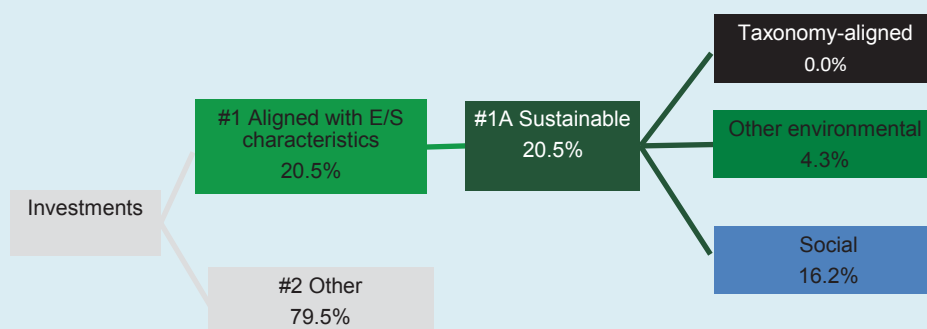 Investments
#1 Aligned with E/S
characteristics
20.5%
#2 Other
79.5%
#1A Sustainable
20.5%
Taxonomy-aligned
0.0%
Other environmental
4.3%
Social
16.2%